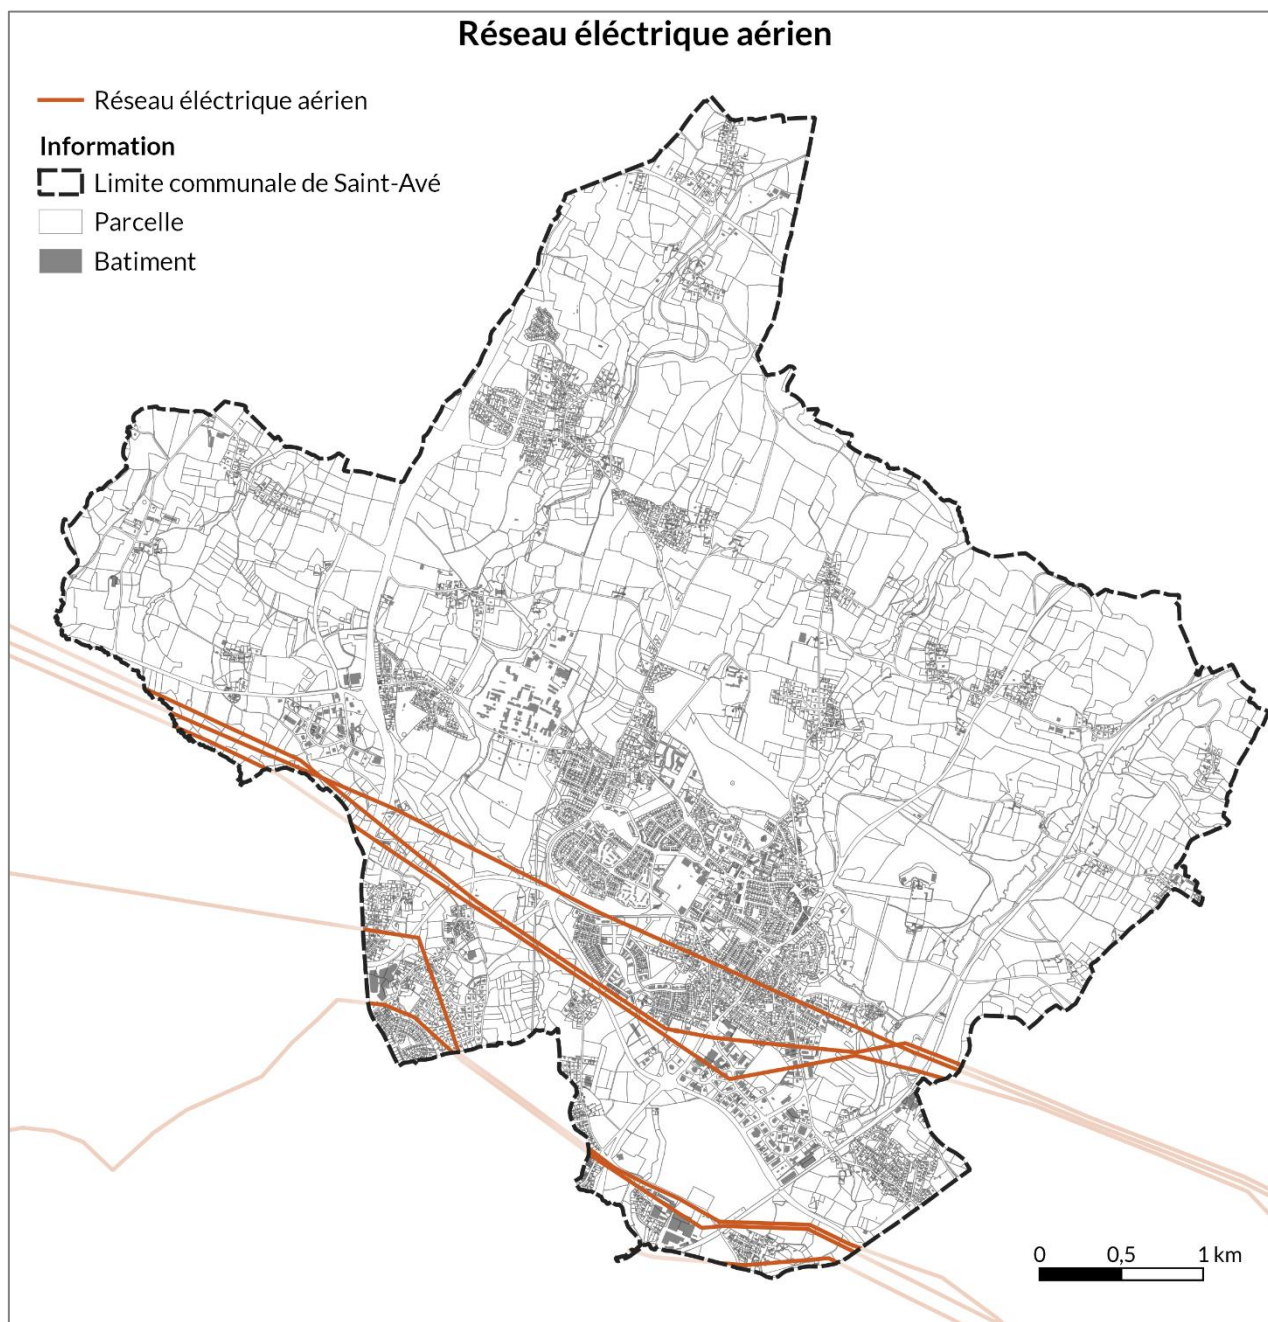 Réseau éléctrique aérien
Réseau éléctrique aérien
Information
Limite communale de Saint-Avé
Parcelle
Batiment
0 0,5 1 km